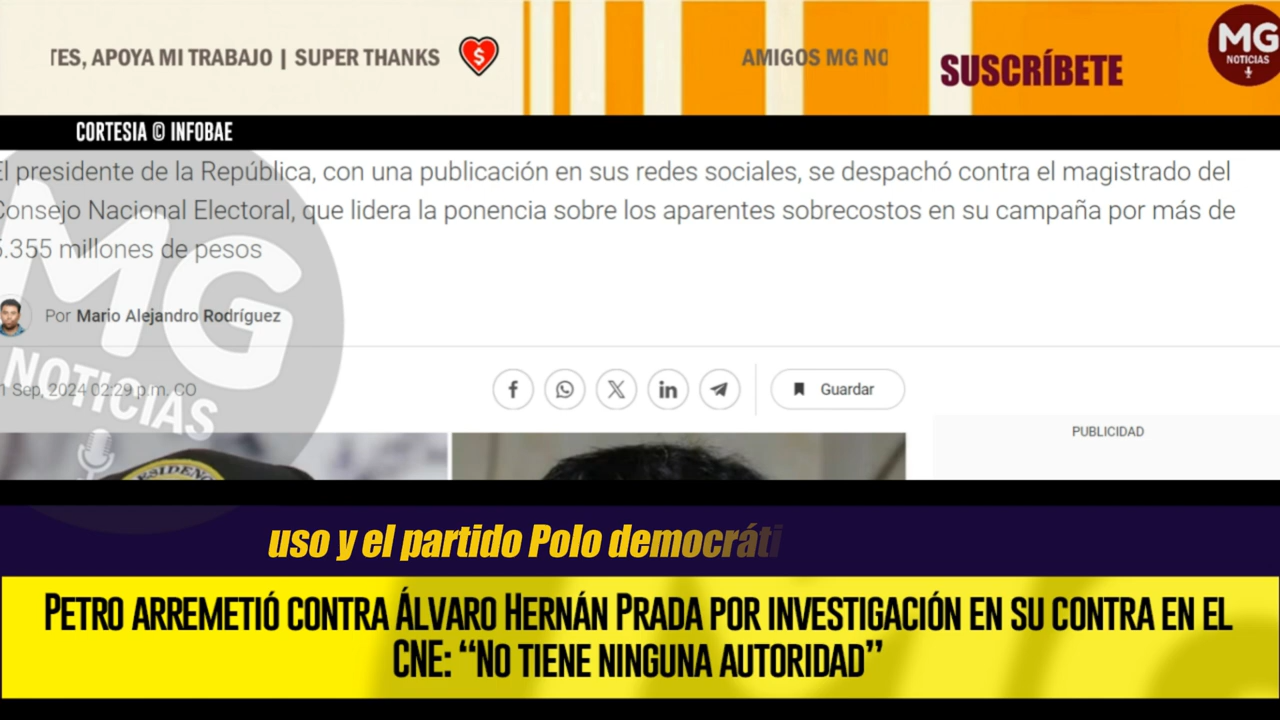 TES, APOYA MI TRABAJO | SUPER THANKS
AMIGOS MG NO
SUSCRÍBETE
MG
NOTICIAS
CORTESIA © INFOBAE
El presidente de la República, con una publicación en sus redes sociales, se despachó contra el magistrado del
Consejo Nacional Electoral, que lidera la ponencia sobre los aparentes sobrecostos en su campaña por más de
5.355 millones de pesos
Por Mario Alejandro Rodríguez
MG
NOTICIAS
1 Sep, 2024 02:29 p.m. CO
Guardar
PUBLICIDAD
uso y el partido Polo democráti
PETRO ARREMETIÓ CONTRA ÁLVARO HERNÁN PRADA POR INVESTIGACIÓN EN SU CONTRA EN EL
CNE: “NO TIENE NINGUNA AUTORIDAD”